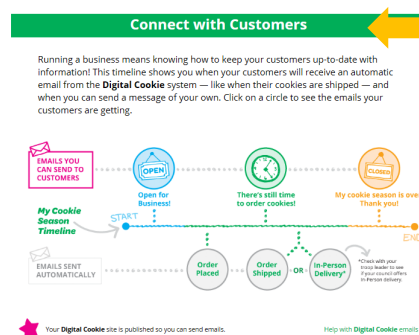 Connect with Customers
Running a business means knowing how to keep your customers up-to-date with
information! This timeline shows you when your customers will receive an automatic
email from the Digital Cookie system — like when their cookies are shipped — and
when you can send a message of your own. Click on a circle to see the emails your
customers are getting.
EMAILS YOU
CAN SEND TO
CUSTOMERS
OPEN
CLOSED
Open for
Business!
There's still time
to order cookies!
My cookie season is over
Thank you!
My Cookie
Season
Timeline
START
EMAILS SENT
AUTOMATICALLY
Order
Placed
Order
Shipped
- OR -
In-Person
Delivery*
*Check with your
troop leader to see
if your council offers
In-Person delivery.
Your Digital Cookie site is published so you can send emails.
Help with Digital Cookie emails